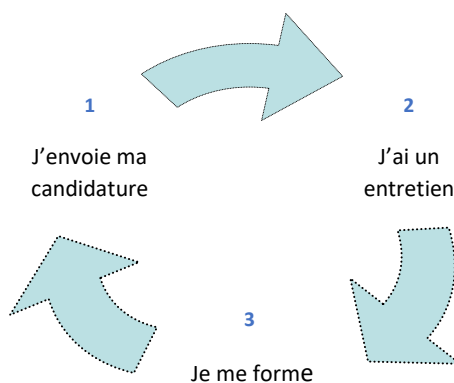 1
J’envoie ma
candidature
2
J’ai un
entretien
3
Je me forme